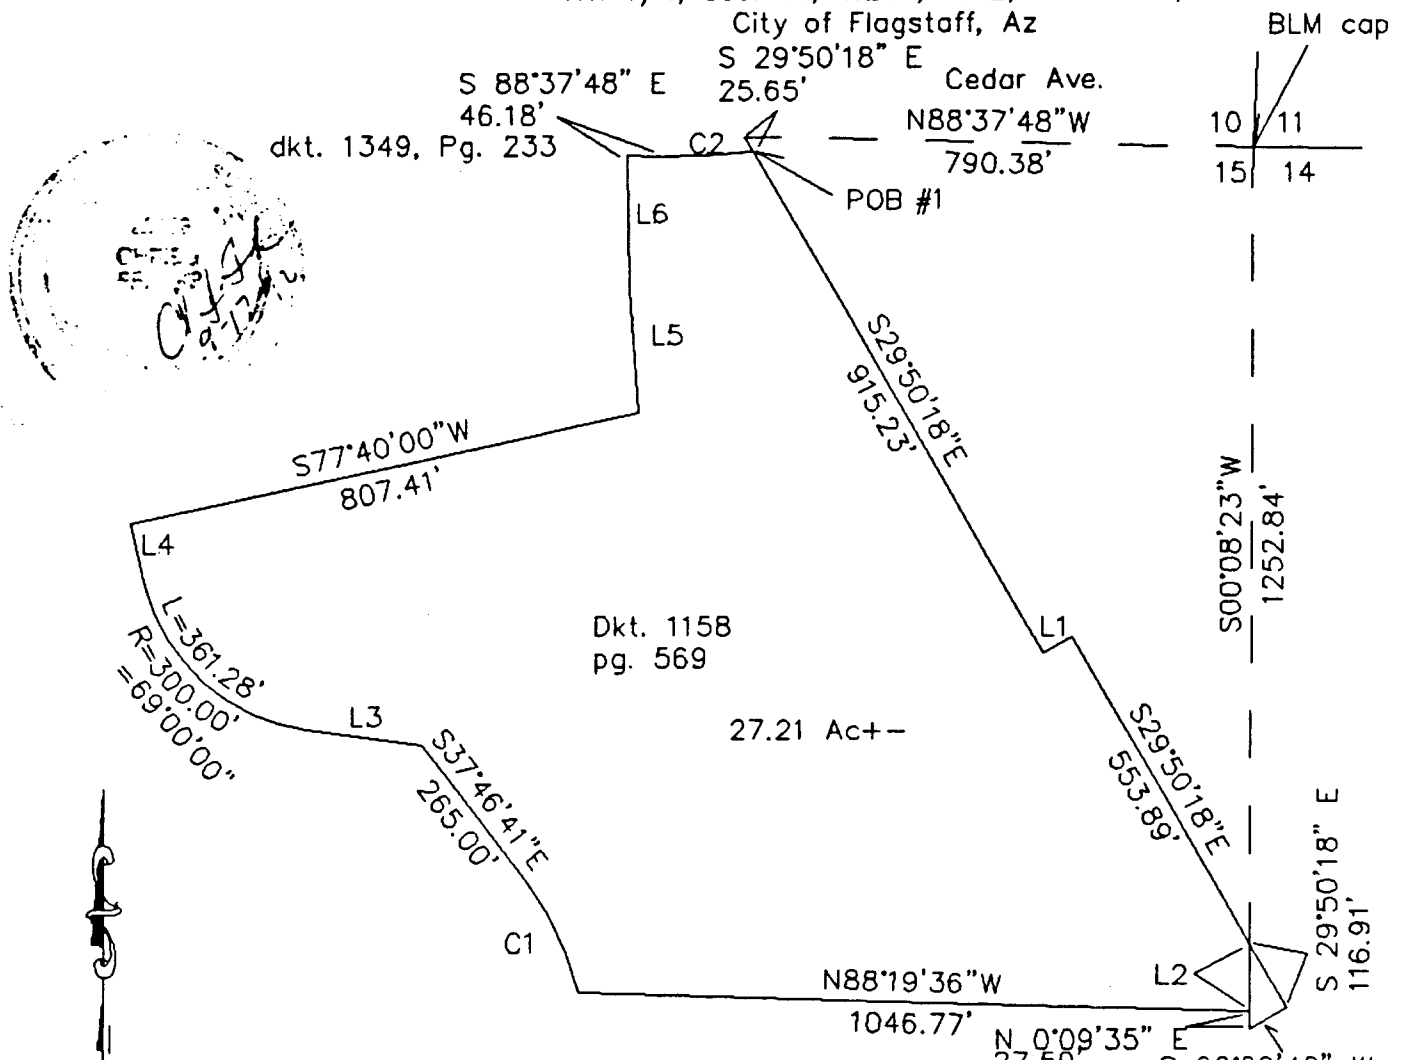 City of Flagstaff, Az
BLM cap
S 29°50'18" E
25.65'
S 88°37'48" E
46.18'
Cedar Ave.
N88°37'48"W
790.38'
10 11
15 14
dkt. 1349, Pg. 233
C2
POB #1
L6
L5
S29°50'18"E
915.23'
S77°40'00"W
807.41'
L4
S00°08'23"W
1252.84'
L=361.28'
R=300.00'
=69°00'00"
Dkt. 1158
pg. 569
L1
27.21 Ac+-
L3
S37°46'41"E
265.00'
S29°50'18"E
553.89'
S 29°50'18" E
116.91'
C1
L2
N88°19'36"W
1046.77'
N 0°09'35" E
27.50'